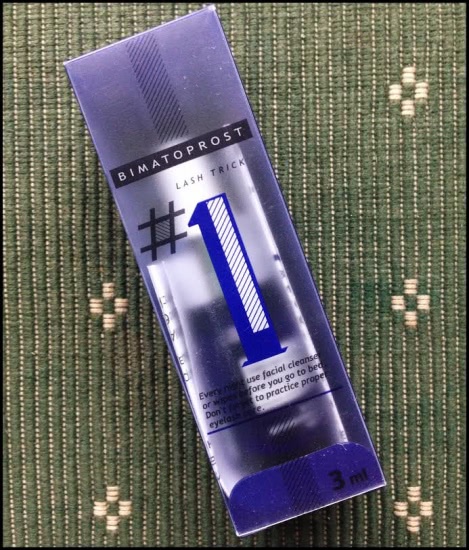 BIMATOPROST
LASH TRICK
#1
Every night use facial cleanser
or water before you go to bed.
Don't forget to practice proper
eyelash care.
3 ml